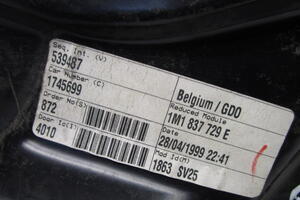 Seq. Int. (V)
539487
Car Number (C)
1745699
Order No(S)
872
Door Id(I)
4010
Belgium / GDO
Reduced Module
1M1 837 729 E
Date
28/04/1999 22:41
Mod Id(M)
1863 SV25